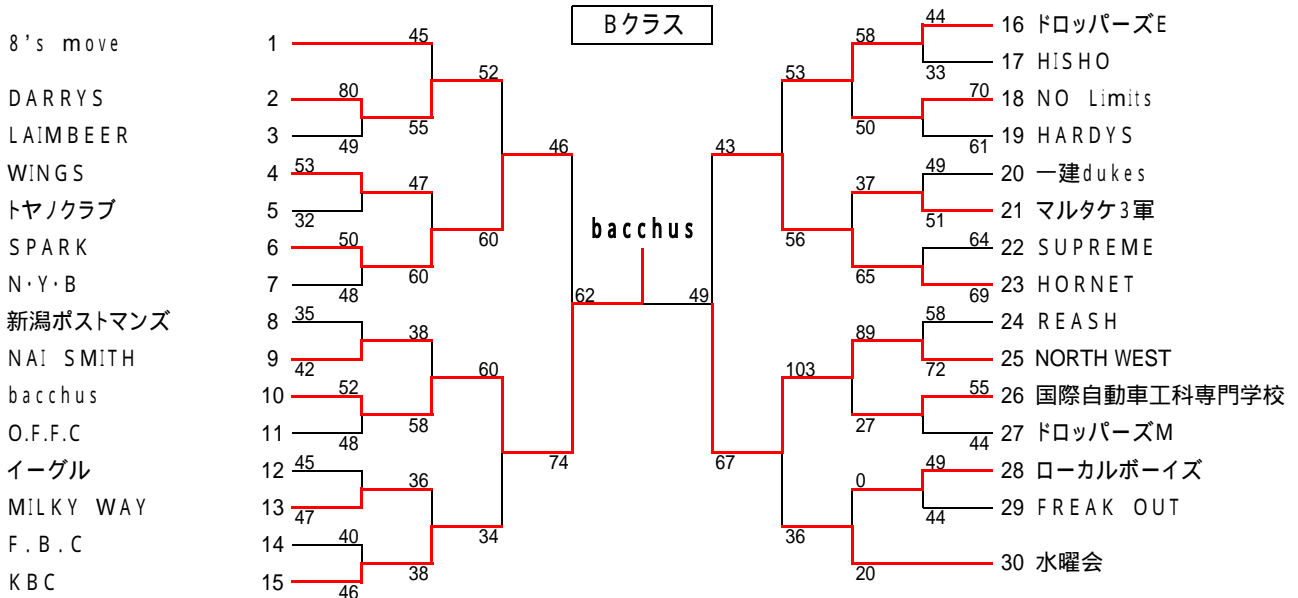 Bクラス
8's move 1
DARRYS 2
LAIMBEER 3
WINGS 4
トヤノクラブ 5
SPARK 6
N・Y・B 7
新潟ポストマンズ 8
NAI SMITH 9
bacchus 10
O.F.F.C 11
イーグル 12
MILKY WAY 13
F.B.C 14
KBC 15
45
80
49
55
53
32
47
50
48
60
35
42
38
52
48
58
45
47
36
40
46
38
52
60
60
34
46
74
62
bacchus
49
43
67
53
56
103
36
58
50
37
65
89
27
0
20
44
33
70
61
49
51
64
69
58
72
55
44
49
44
16 ドロッパーズE
17 HISHO
18 NO Limits
19 HARDYS
20 一建dukes
21 マルタケ3軍
22 SUPREME
23 HORNET
24 REASH
25 NORTH WEST
26 国際自動車工科専門学校
27 ドロッパーズM
28 ローカルボーイズ
29 FREAK OUT
30 水曜会